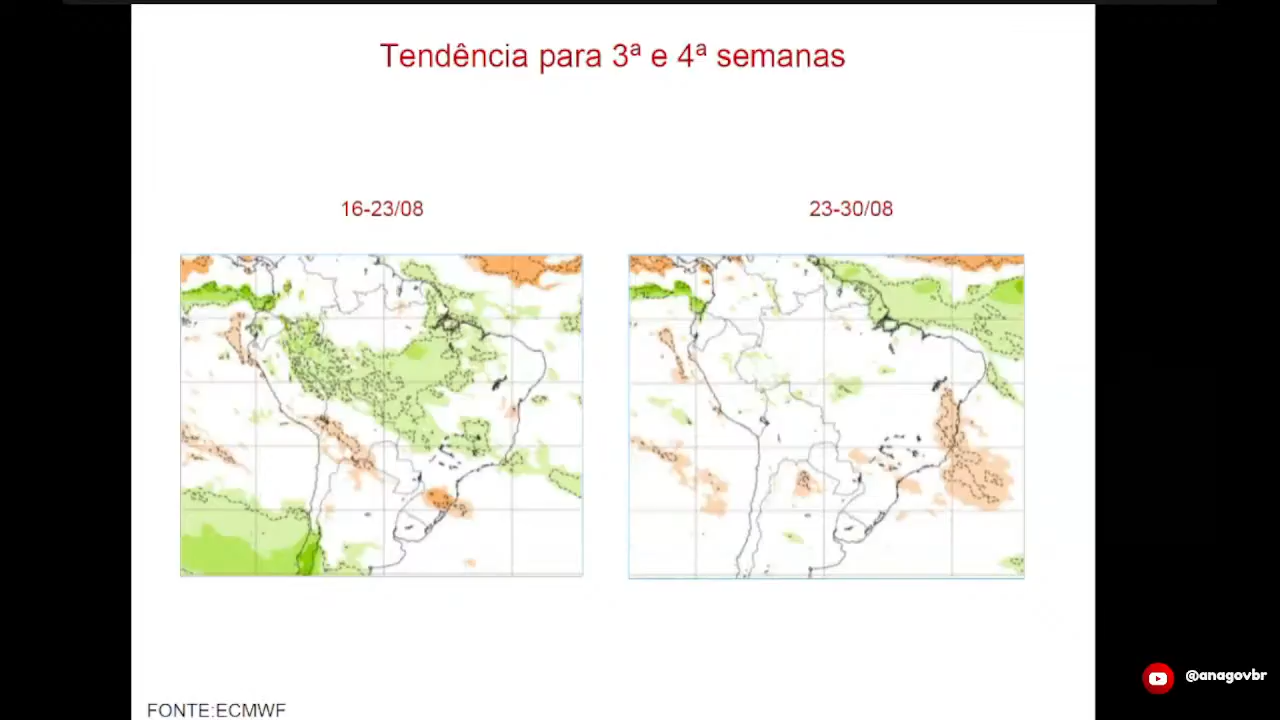 Tendência para 3ª e 4ª semanas
16-23/08
23-30/08
FONTE:ECMWF
@anagovbr